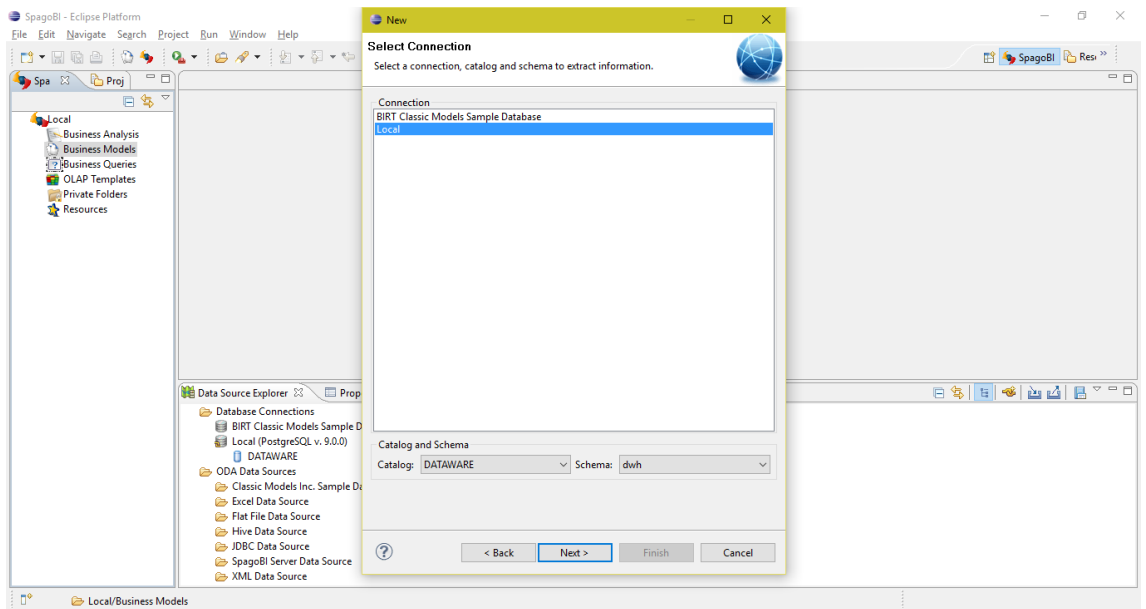 SpagoBI - Eclipse Platform
File Edit Navigate Search Project Run Window Help
SpagoBI
Spa
Proj
Local
Business Analysis
Business Models
Business Queries
OLAP Templates
Private Folders
Resources
New
Select Connection
Select a connection, catalog and schema to extract information.
Connection
BIRT Classic Models Sample Database
Local
Catalog and Schema
Catalog: DATAWARE Schema: dwh
< Back Next > Finish Cancel
Data Source Explorer
Prop
Database Connections
BIRT Classic Models Sample D
Local (PostgreSQL v. 9.0.0)
DATAWARE
ODA Data Sources
Classic Models Inc. Sample Da
Excel Data Source
Flat File Data Source
Hive Data Source
JDBC Data Source
SpagoBI Server Data Source
XML Data Source
Local/Business Models